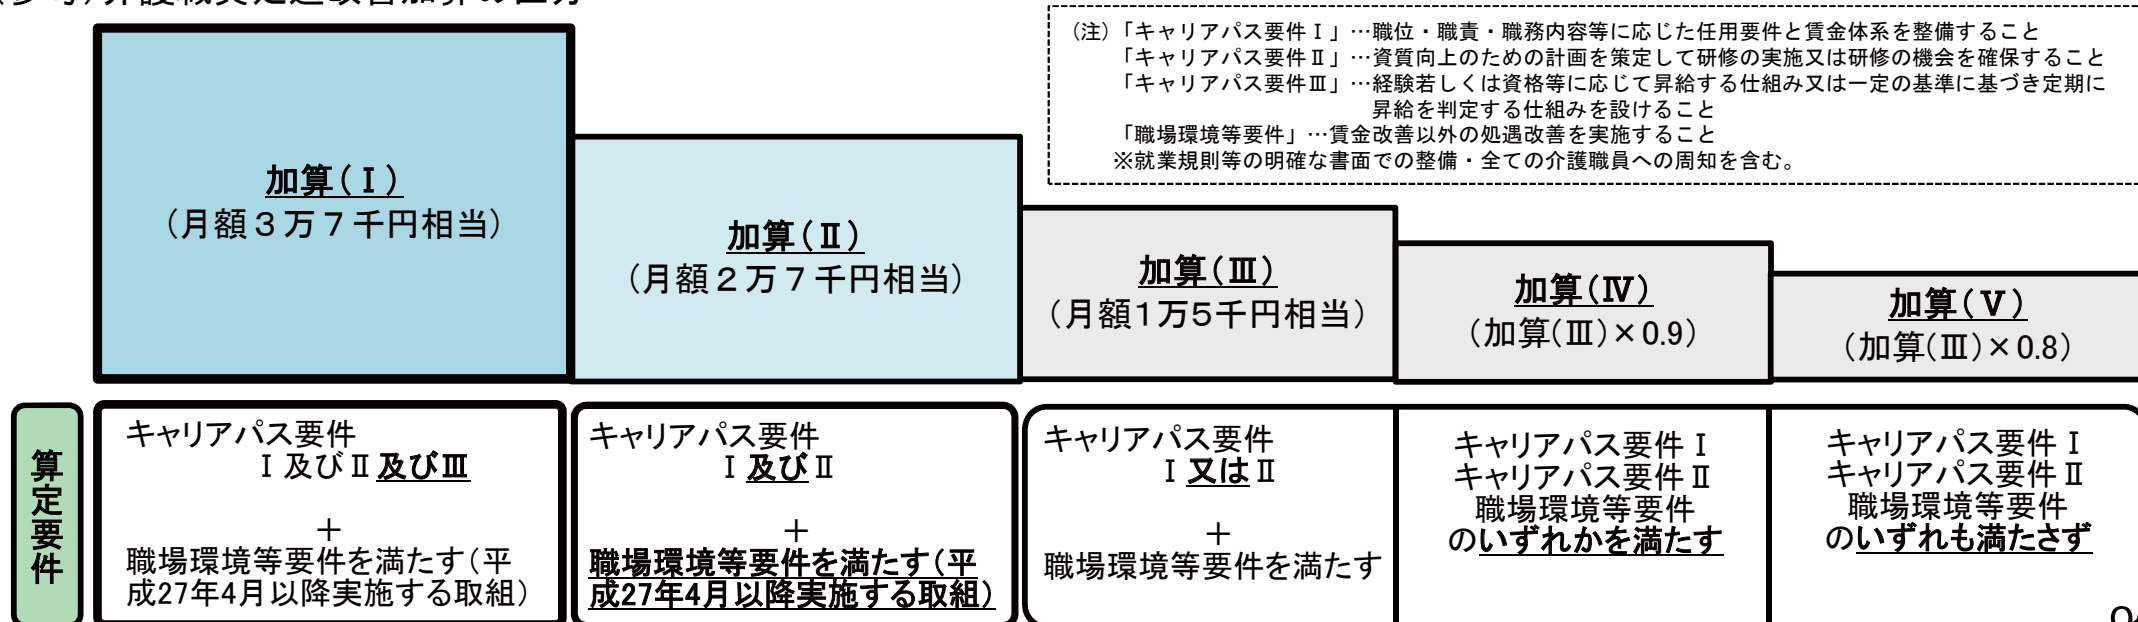 (注)「キャリアパス要件Ⅰ」…職位・職責・職務内容等に応じた任用要件と賃金体系を整備すること
「キャリアパス要件Ⅱ」…資質向上のための計画を策定して研修の実施又は研修の機会を確保すること
「キャリアパス要件Ⅲ」…経験若しくは資格等に応じて昇給する仕組み又は一定の基準に基づき定期に
昇給を判定する仕組みを設けること
「職場環境等要件」…賃金改善以外の処遇改善を実施すること
※就業規則等の明確な書面での整備・全ての介護職員への周知を含む。
加算(Ⅰ)
(月額3万7千円相当)
加算(Ⅱ)
(月額2万7千円相当)
加算(Ⅲ)
(月額1万5千円相当)
加算(Ⅳ)
(加算(Ⅲ)×0.9)
加算(Ⅴ)
(加算(Ⅲ)×0.8)
算定要件
キャリアパス要件
Ⅰ及びⅡ及びⅢ
+
職場環境等要件を満たす(平
成27年4月以降実施する取組)
キャリアパス要件
Ⅰ及びⅡ
+
職場環境等要件を満たす(平
成27年4月以降実施する取組)
キャリアパス要件
Ⅰ又はⅡ
+
職場環境等要件を満たす
キャリアパス要件Ⅰ
キャリアパス要件Ⅱ
職場環境等要件
のいずれかを満たす
キャリアパス要件Ⅰ
キャリアパス要件Ⅱ
職場環境等要件
のいずれも満たさず